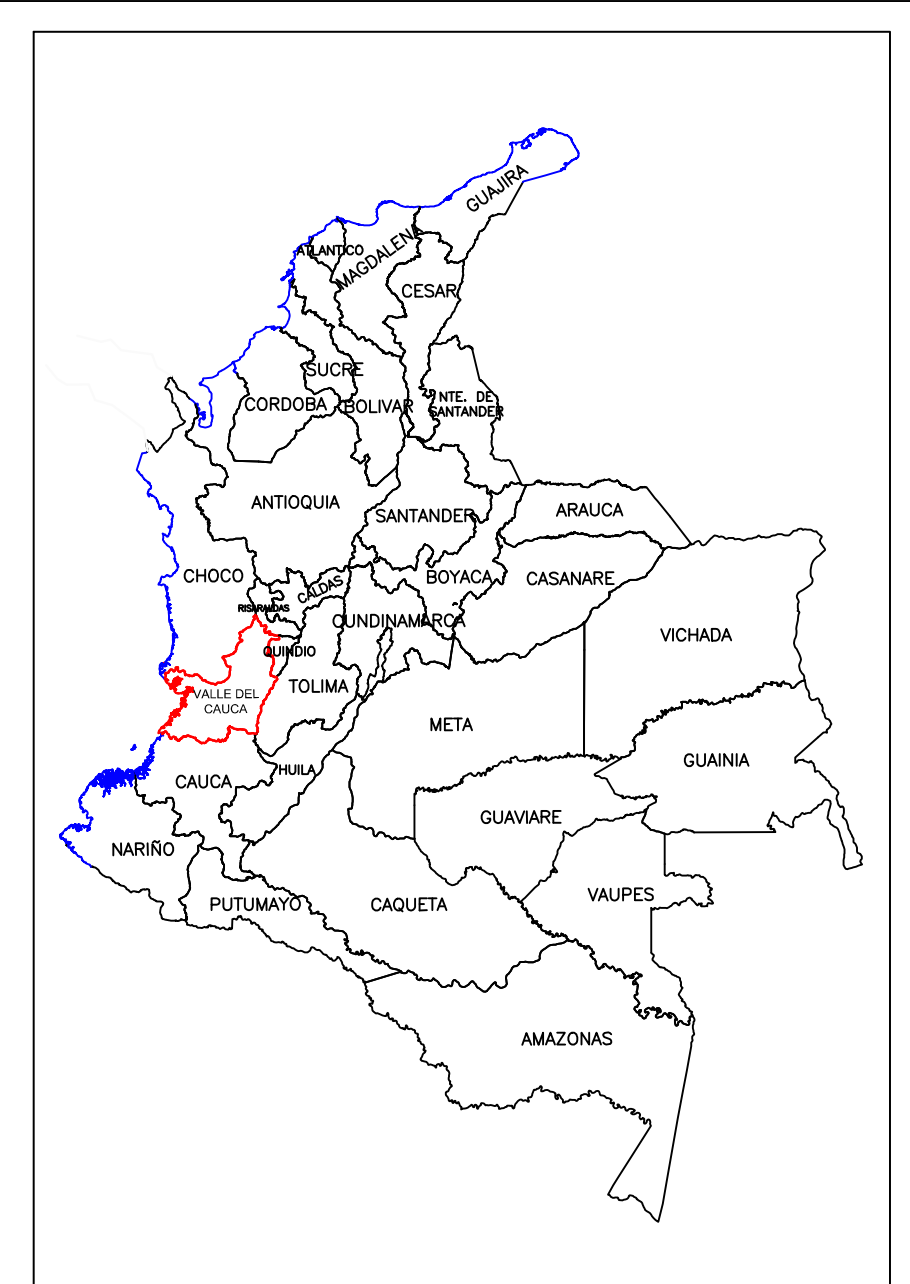 GUAJIRA
ATLANTICO
MAGDALENA
CESAR
SUCRE
CORDOBA
BOLIVAR
NTE. DE
SANTANDER
ANTIOQUIA
SANTANDER
ARAUCA
CHOCO
CALDAS
BOYACA
CASANARE
RISARALDAS
CUNDINAMARCA
VICHADA
QUINDIO
TOLIMA
VALLE DEL
CAUCA
META
GUAINIA
HUILA
CAUCA
GUAVIARE
NARIÑO
VAUPES
PUTUMAYO
CAQUETA
AMAZONAS